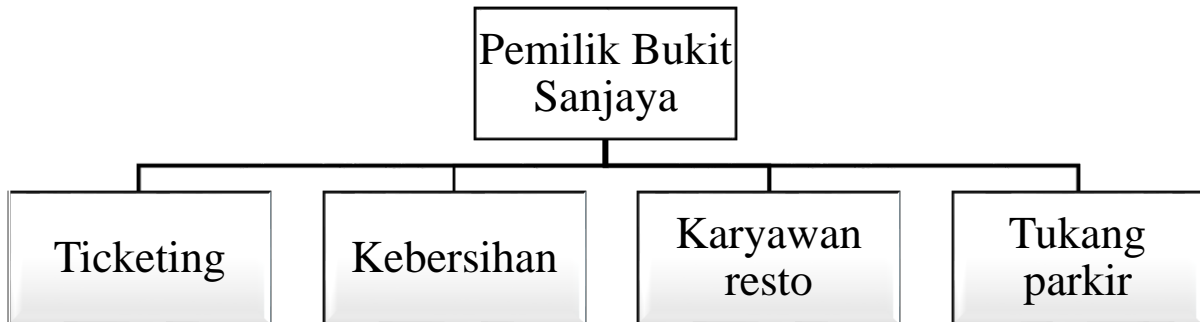 Pemilik Bukit
Sanjaya
Ticketing
Kebersihan
Karyawan
resto
Tukang
parkir